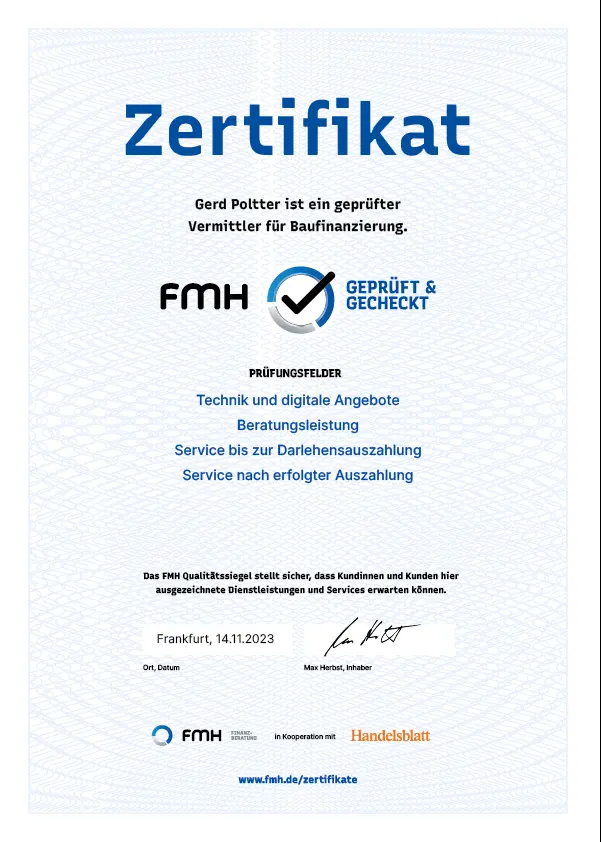 Zertifikat
Gerd Poltter ist ein geprüfter
Vermittler für Baufinanzierung.
FMH GEPRÜFT &
GECHECKT
PRÜFUNGSFELDER
Technik und digitale Angebote
Beratungsleistung
Service bis zur Darlehensauszahlung
Service nach erfolgter Auszahlung
Das FMH Qualitätssiegel stellt sicher, dass Kundinnen und Kunden hier
ausgezeichnete Dienstleistungen und Services erwarten können.
Frankfurt, 14.11.2023
Ort, Datum
Max Herbst, Inhaber
FMH FINANZ-
BERATUNG
in Kooperation mit Handelsblatt
www.fmh.de/zertifikate